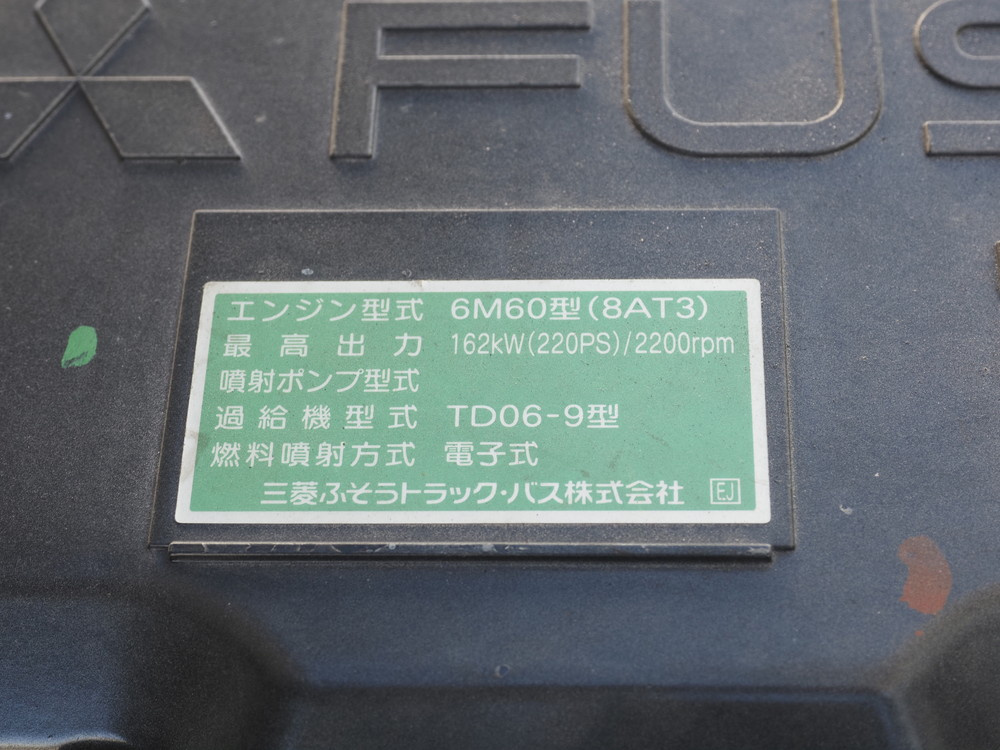 FUS
エンジン型式 6M60型(8AT3)
最高出力 162kW(220PS)/2200rpm
噴射ポンプ型式
過給機型式 TD06-9型
燃料噴射方式 電子式
三菱ふそうトラック・バス株式会社 EJ